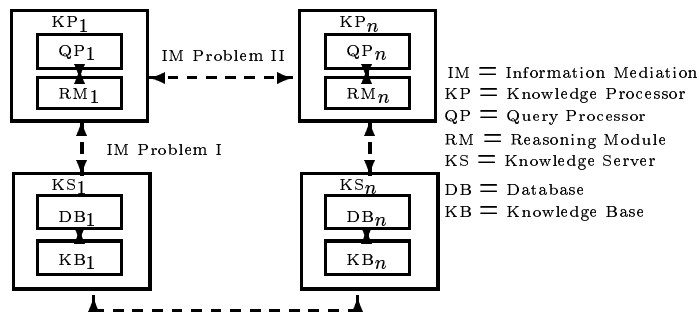 KP1
QP1
RM1
IM Problem II
KPn
QPn
RMn
IM = Information Mediation
KP = Knowledge Processor
QP = Query Processor
RM = Reasoning Module
KS = Knowledge Server
DB = Database
KB = Knowledge Base
IM Problem I
KS1
DB1
KB1
KSn
DBn
KBn